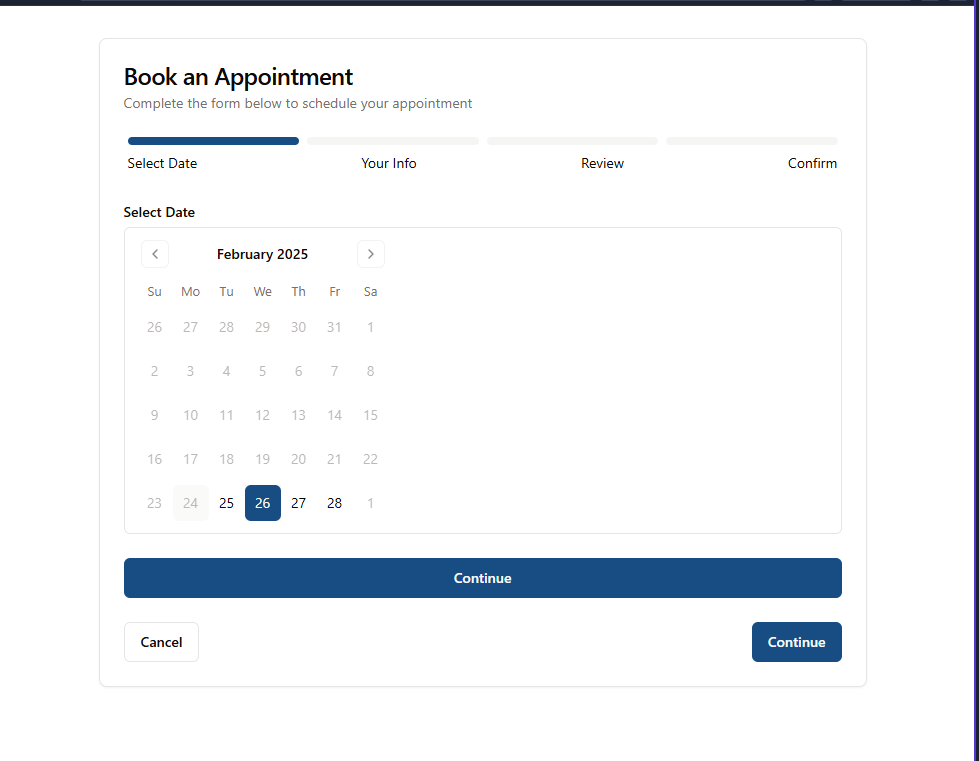 Book an Appointment
Complete the form below to schedule your appointment
Select Date Your Info Review Confirm
Select Date
February 2025
Su Mo Tu We Th Fr Sa
26 27 28 29 30 31 1
2 3 4 5 6 7 8
9 10 11 12 13 14 15
16 17 18 19 20 21 22
23 24 25 26 27 28 1
Continue
Cancel Continue